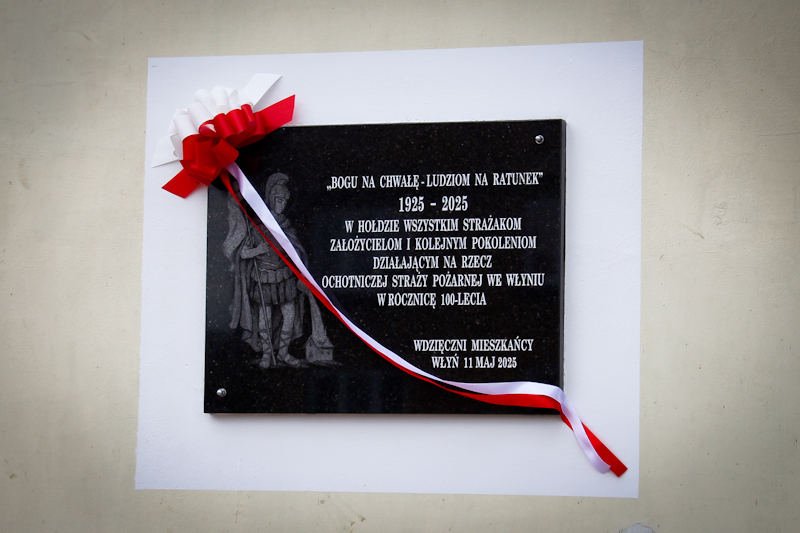 „BOGU NA CHWAŁĘ - LUDZIOM NA RATUNEK”
1925 - 2025
W HOŁDZIE WSZYSTKIM STRAŻAKOM
ZAŁOŻYCIELOM I KOLEJNYM POKOLENIOM
DZIAŁAJĄCYM NA RZECZ
OCHOTNICZEJ STRAŻY POŻARNEJ WE WŁYNIU
W ROCZNICĘ 100-LECIA
WDZIĘCZNI MIESZKAŃCY
WŁYŃ 11 MAJ 2025